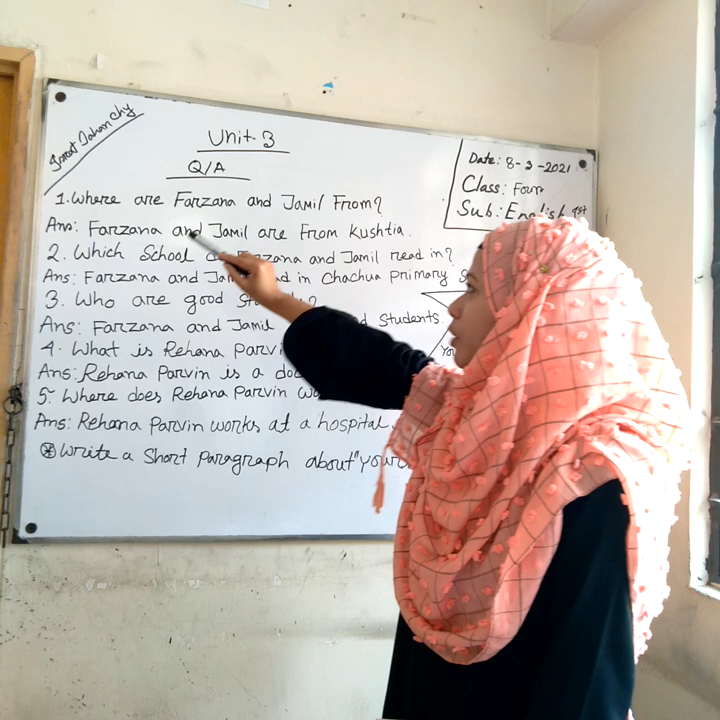 Jannat Jahan Chy
Unit-3
Q/A
Date: 8-2-2021
Class: Four
Sub: English 1st
1. Where are Farzana and Jamil From?
Ans: Farzana and Jamil are From Kushtia.
2. Which School do Farzana and Jamil read in?
Ans: Farzana and Jamil read in Chachua primary S
3. Who are good students?
Ans: Farzana and Jamil students.
4. What is Rehana Parvin
Ans: Rehana Parvin is a doc
5. Where does Rehana Parvin wo
Ans: Rehana Parvin works at a hospital.
Write a Short Paragraph about "your